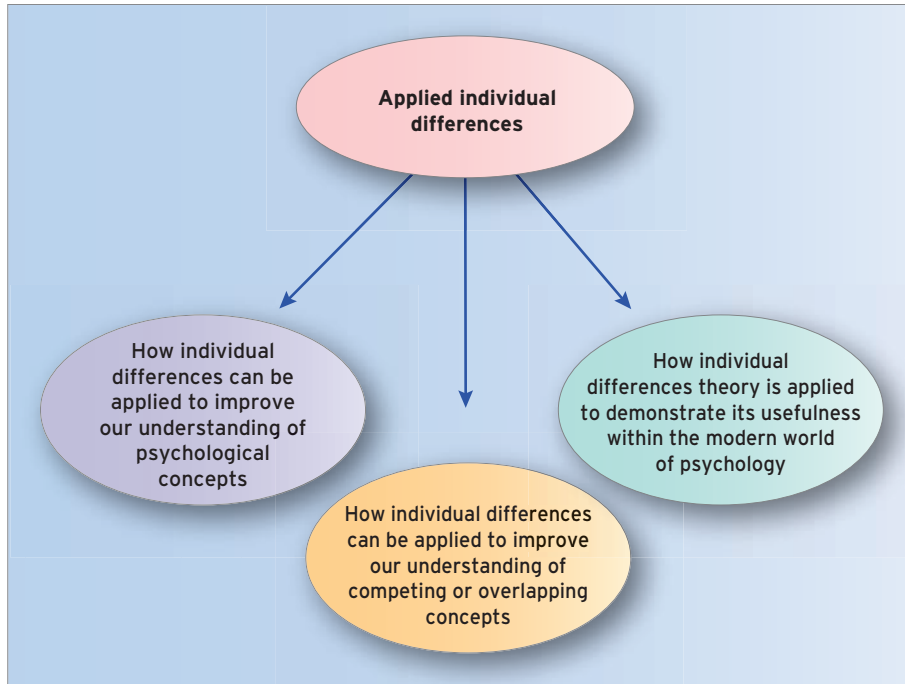 Applied individual
differences
How individual
differences can be
applied to improve
our understanding of
psychological
concepts
How individual differences
can be applied to improve
our understanding of
competing or overlapping
concepts
How individual
differences theory is applied
to demonstrate its usefulness
within the modern world
of psychology